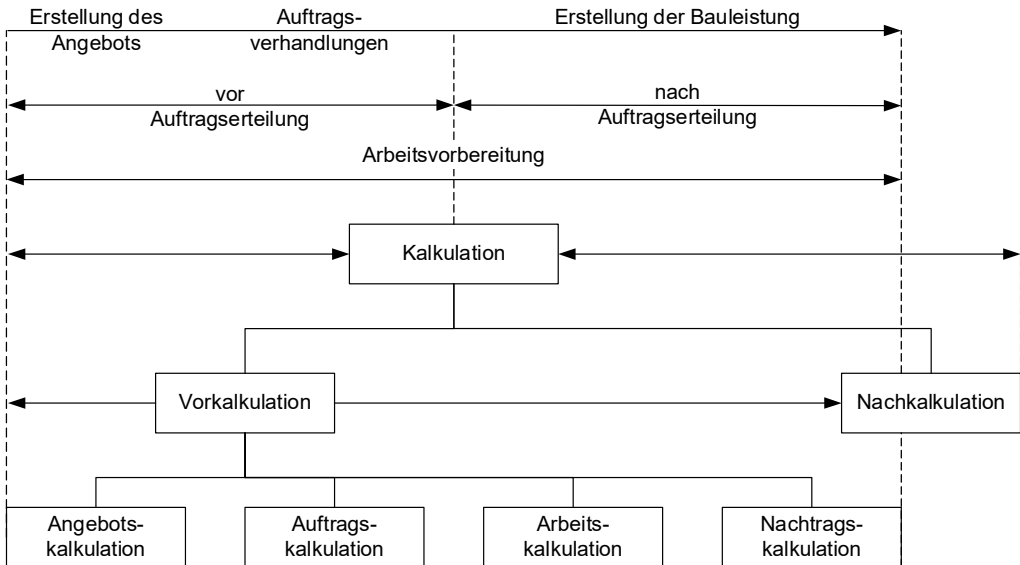 Erstellung des
Angebots
Auftrags-
verhandlungen
Erstellung der Bauleistung
vor
Auftragserteilung
nach
Auftragserteilung
Arbeitsvorbereitung
Kalkulation
Vorkalkulation
Nachkalkulation
Angebots-
kalkulation
Auftrags-
kalkulation
Arbeits-
kalkulation
Nachtrags-
kalkulation